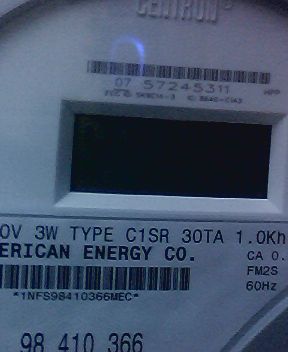 CENTRON®
07 57245311
0V 3W TYPE C1SR 30TA 1.0Kh
ERICAN ENERGY CO.
CA 0.
FM2S
60Hz
*1NFS98410366MEC*
98 410 366